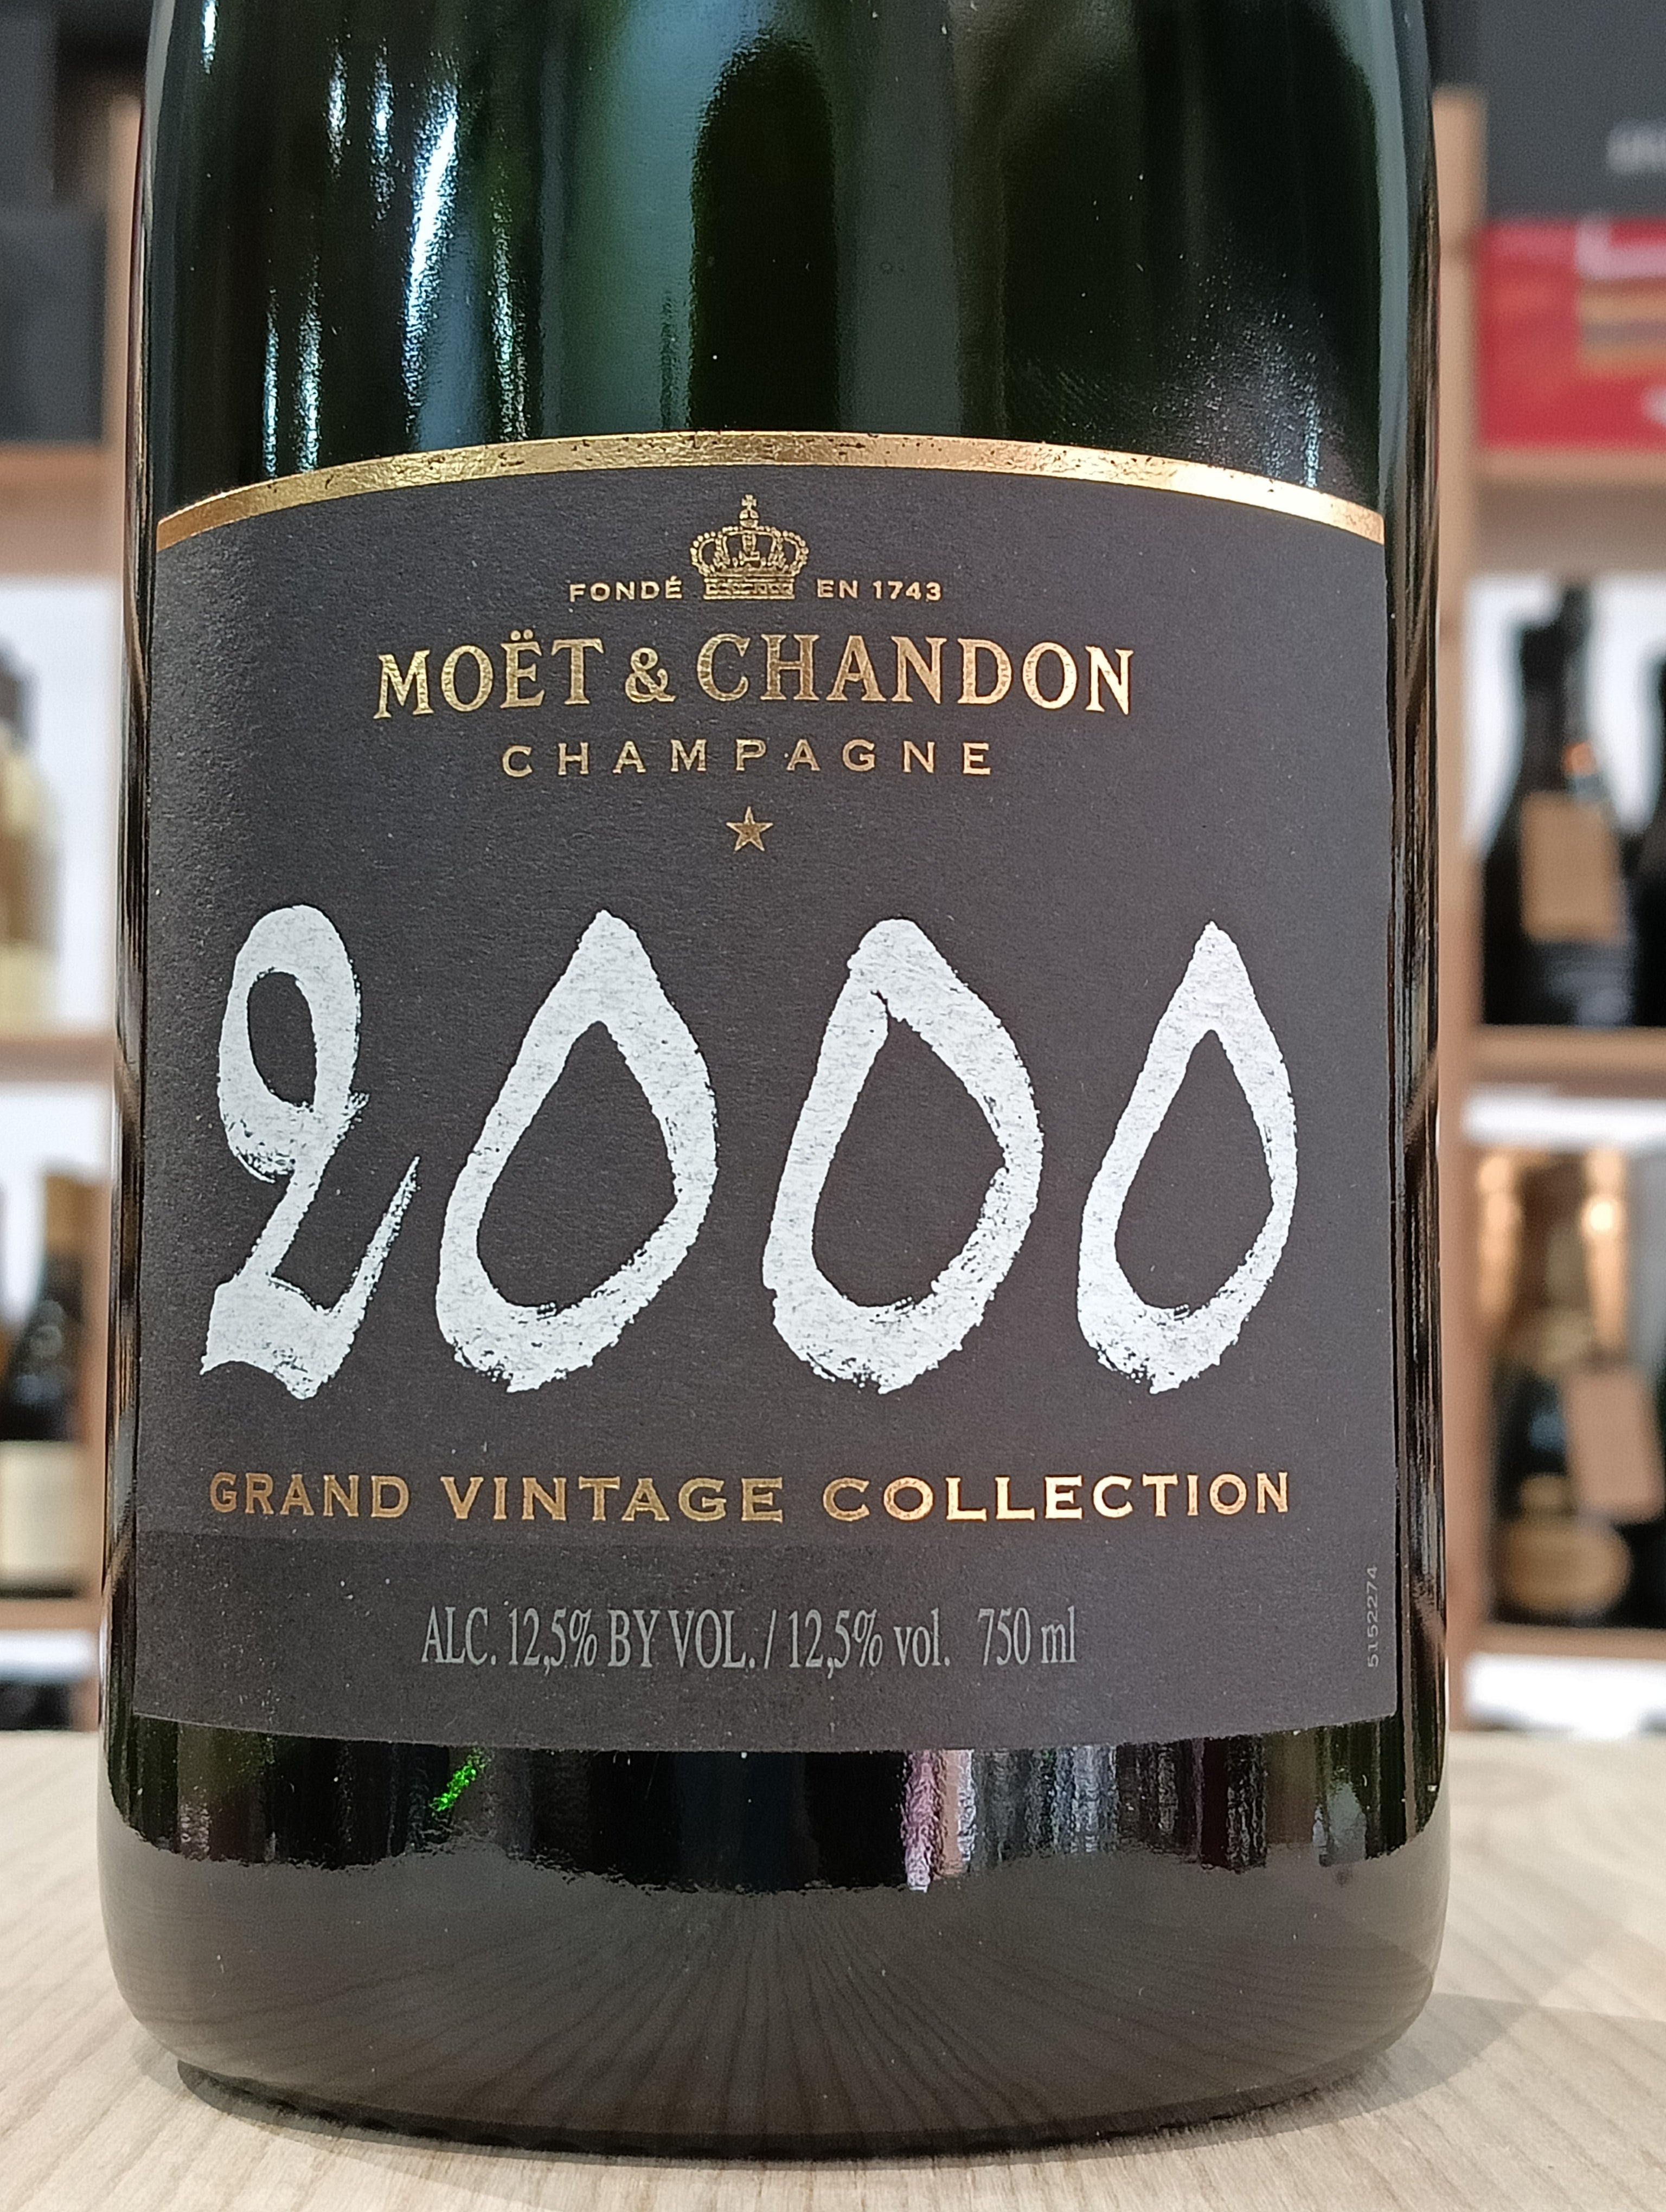 FONDÉ EN 1743
MOËT & CHANDON
CHAMPAGNE
2000
GRAND VINTAGE COLLECTION
ALC. 12,5% BY VOL. / 12,5% vol. 750 ml
5152274